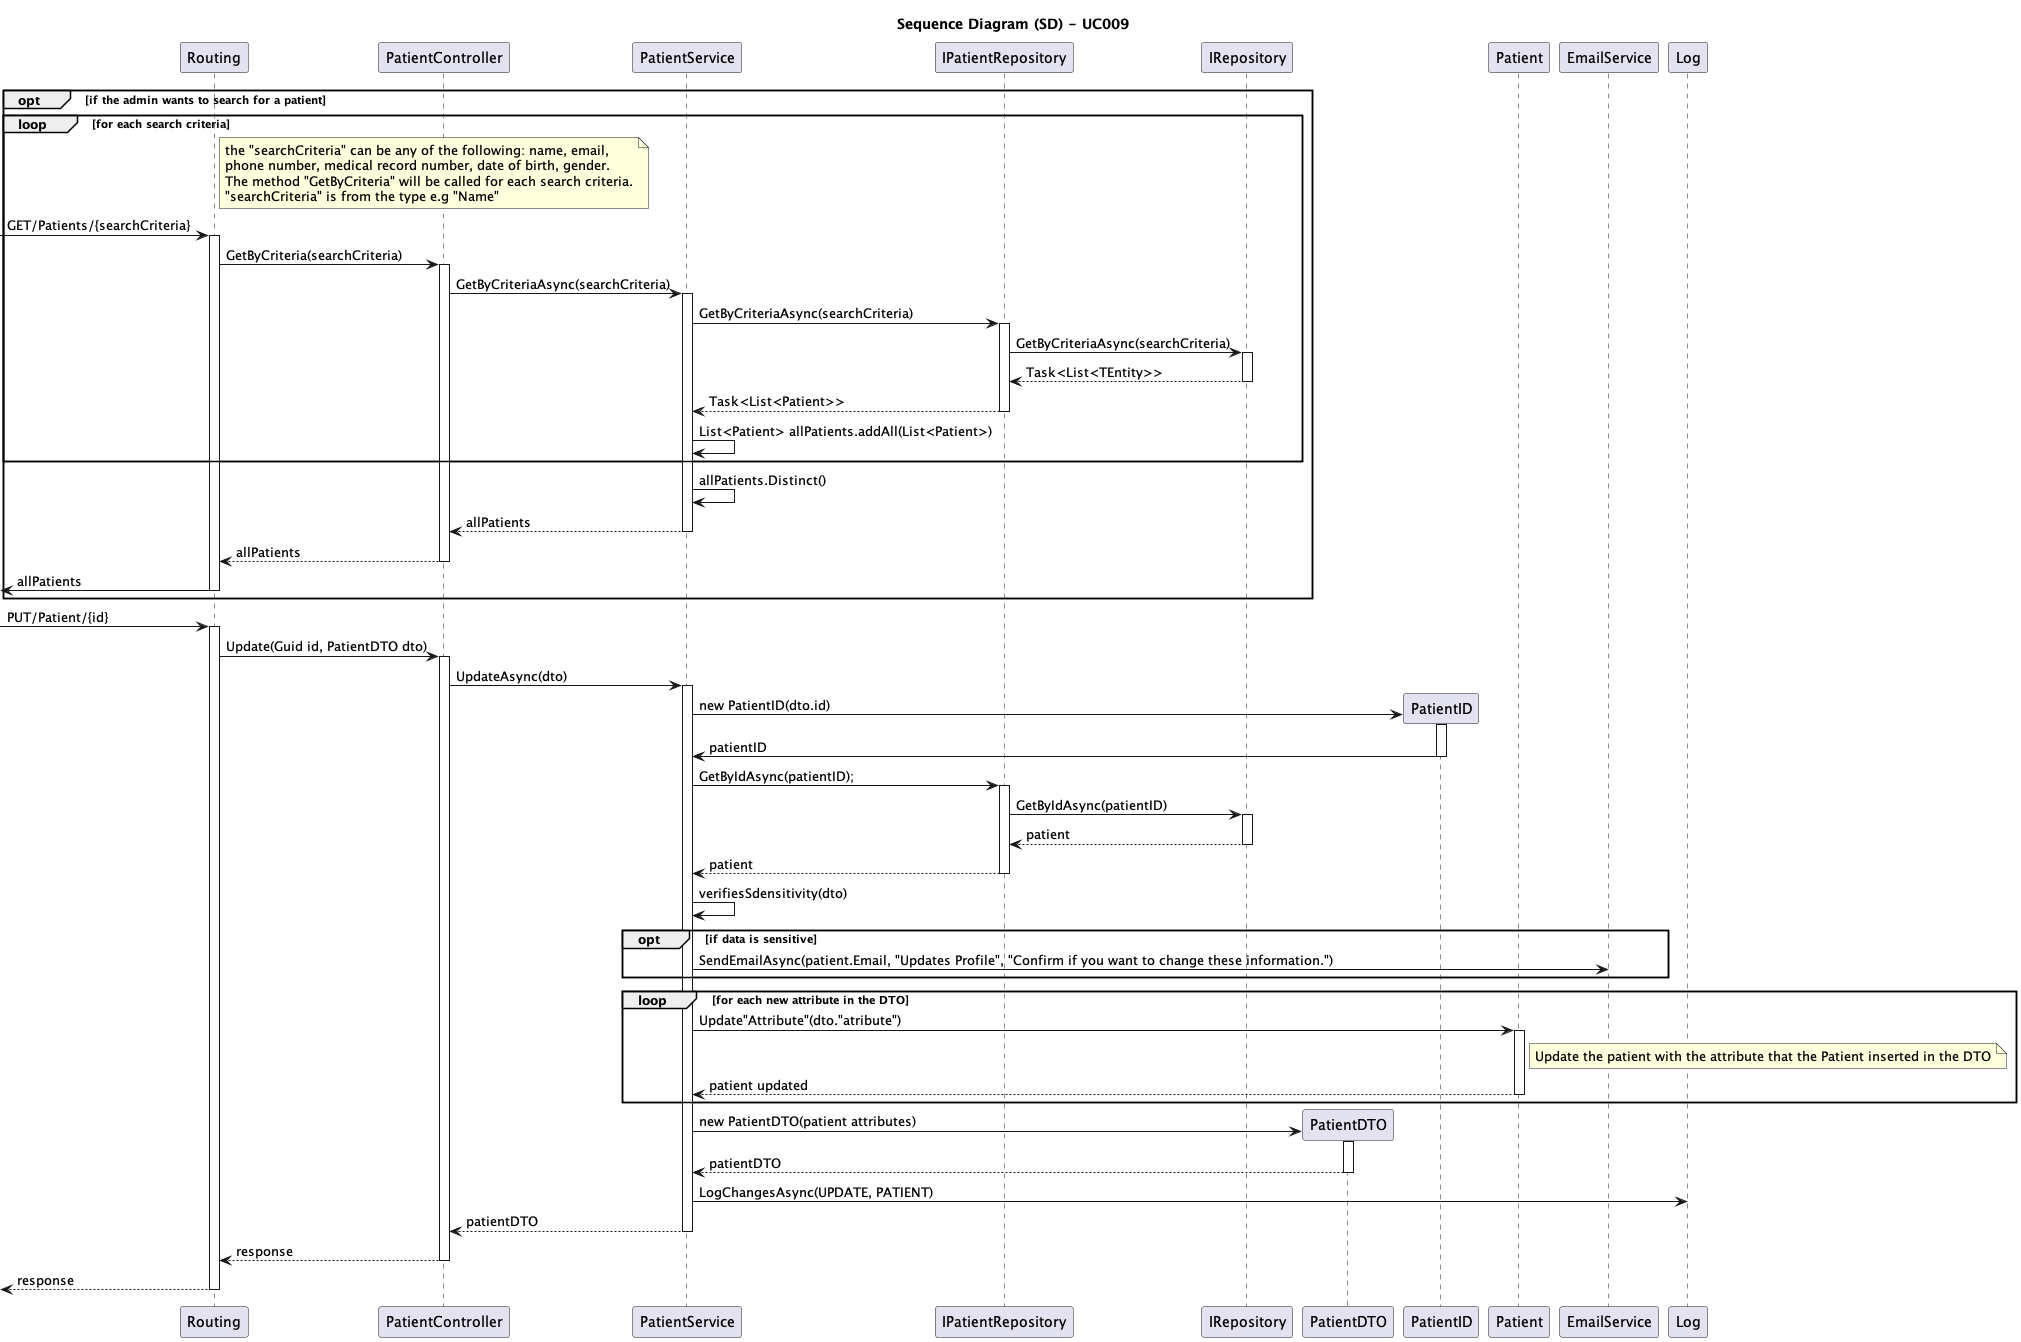 Sequence Diagram (SD) - UC009
Routing
PatientController
PatientService
IPatientRepository
IRepository
Patient
EmailService
Log
opt
[if the admin wants to search for a patient]
loop
[for each search criteria]
the "searchCriteria" can be any of the following: name, email,
phone number, medical record number, date of birth, gender.
The method "GetByCriteria" will be called for each search criteria.
"searchCriteria" is from the type e.g "Name"
GET/Patients/{searchCriteria}
GetByCriteria(searchCriteria)
GetByCriteriaAsync(searchCriteria)
GetByCriteriaAsync(searchCriteria)
GetByCriteriaAsync(searchCriteria)
Task<List<TEntity>>
Task<List<Patient>>
List<Patient> allPatients.addAll(List<Patient>)
allPatients.Distinct()
allPatients
allPatients
allPatients
PUT/Patient/{id}
Update(Guid id, PatientDTO dto)
UpdateAsync(dto)
new PatientID(dto.id)
PatientID
patientID
GetByIdAsync(patientID);
GetByIdAsync(patientID)
patient
patient
verifiesSdensitivity(dto)
opt
[if data is sensitive]
SendEmailAsync(patient.Email, "Updates Profile", "Confirm if you want to change these information.")
loop
[for each new attribute in the DTO]
Update"Attribute"(dto."atribute")
Update the patient with the attribute that the Patient inserted in the DTO
patient updated
new PatientDTO(patient attributes)
PatientDTO
patientDTO
LogChangesAsync(UPDATE, PATIENT)
patientDTO
response
response
Routing
PatientController
PatientService
IPatientRepository
IRepository
PatientDTO
PatientID
Patient
EmailService
Log